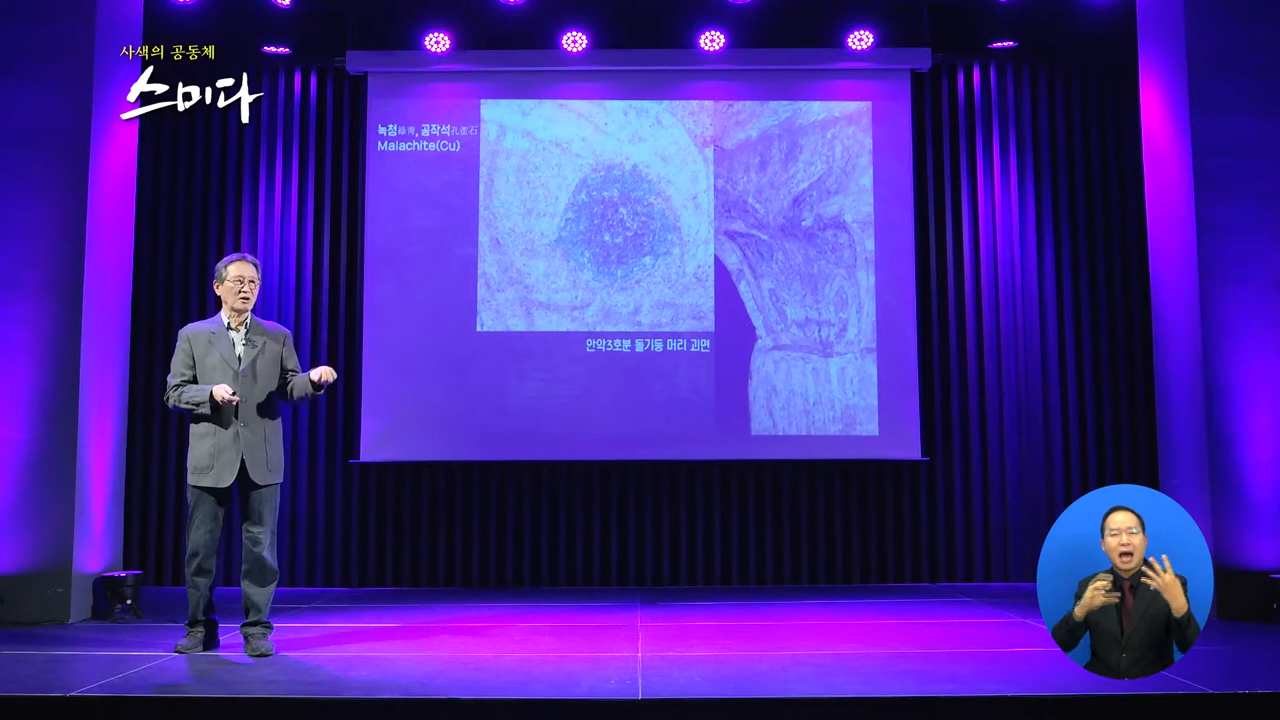 사색의 공동체
스미다
녹청綠靑, 공작석孔雀石
Malachite(Cu)
안악3호분 돌기둥 머리 괴면